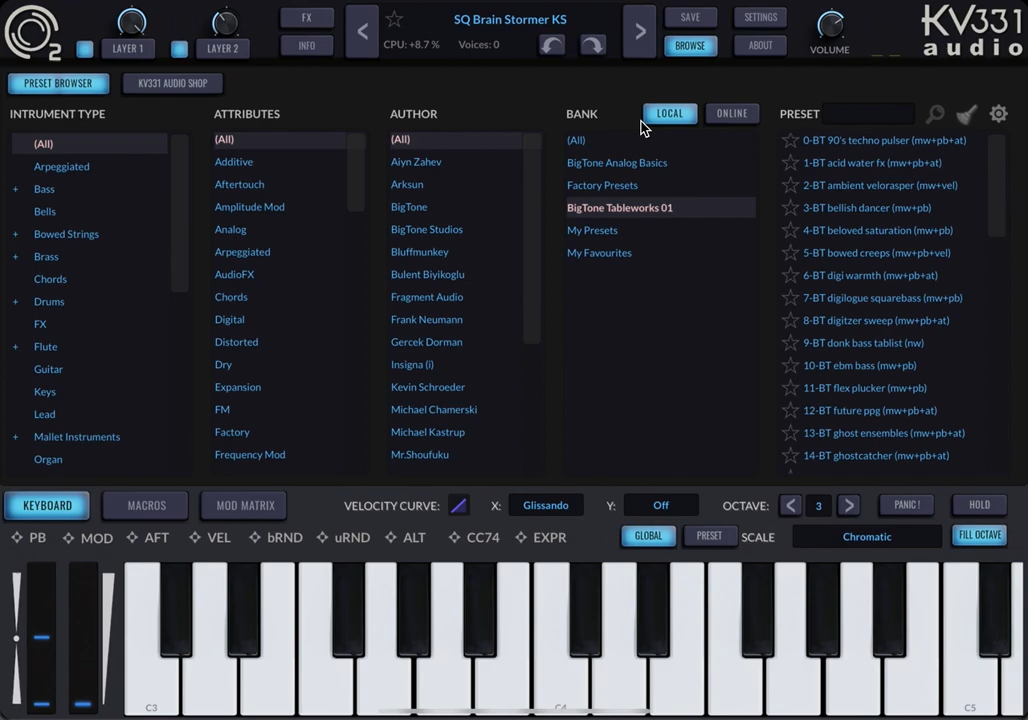 2
LAYER 1
LAYER 2
FX
INFO
<
SQ Brain Stormer KS
CPU: +8.7 %
Voices: 0
>
SAVE
SETTINGS
BROWSE
ABOUT
VOLUME
KV331
audio
PRESET BROWSER
KV331 AUDIO SHOP
INTRUMENT TYPE
(All)
Arpeggiated
+ Bass
Bells
+ Bowed Strings
+ Brass
Chords
+ Drums
FX
+ Flute
Guitar
Keys
Lead
+ Mallet Instruments
Organ
ATTRIBUTES
(All)
Additive
Aftertouch
Amplitude Mod
Analog
Arpeggiated
AudioFX
Chords
Digital
Distorted
Dry
Expansion
FM
Factory
Frequency Mod
AUTHOR
(All)
Aiyn Zahev
Arksun
BigTone
BigTone Studios
Bluffmunkey
Bulent Biyikoglu
Fragment Audio
Frank Neumann
Gercek Dorman
Insigna (i)
Kevin Schroeder
Michael Chamerski
Michael Kastrup
Mr.Shoufuku
BANK
LOCAL
ONLINE
(All)
BigTone Analog Basics
Factory Presets
BigTone Tableworks 01
My Presets
My Favourites
PRESET
0-BT 90's techno pulser (mw+pb+at)
1-BT acid water fx (mw+pb+at)
2-BT ambient velorasper (mw+vel)
3-BT bellish dancer (mw+pb)
4-BT beloved saturation (mw+pb)
5-BT bowed creeps (mw+pb+vel)
6-BT digi warmth (mw+pb+at)
7-BT digilogue squarebass (mw+pb)
8-BT digitzer sweep (mw+pb+at)
9-BT donk bass tablist (nw)
10-BT ebm bass (mw+pb)
11-BT flex plucker (mw+pb)
12-BT future ppg (mw+pb+at)
13-BT ghost ensembles (mw+pb+at)
14-BT ghostcatcher (mw+pb+at)
KEYBOARD
MACROS
MOD MATRIX
VELOCITY CURVE:
X:
Glissando
Y:
Off
OCTAVE:
<
3
>
PANIC!
HOLD
PB
MOD
AFT
VEL
bRND
uRND
ALT
CC74
EXPR
GLOBAL
PRESET
SCALE
Chromatic
FILL OCTAVE
C3
C4
C5